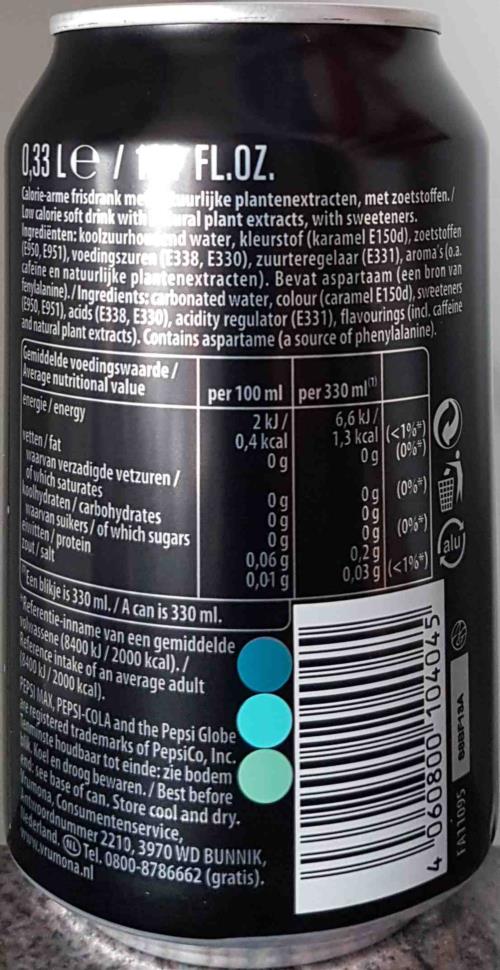 0,33 L e / FL.OZ.
Calorie-arme frisdrank plantenextracten, met zoetstoffen. /
Low calorie soft drink with plant extracts, with sweeteners.
Ingrediënten: water, kleurstof (karamel E150d), zoetstoffen
(E950, E951), voedingszuren (E338, E330), zuurteregelaar (E331), aroma's (o.a.
cafeïne en natuurlijke plantenextracten). Bevat aspartaam (een bron van
fenylalanine). / Ingredients: carbonated water, colour (caramel E150d), sweeteners
(E950, E951), acids (E338, E330), acidity regulator (E331), flavourings (incl. caffeine
and natural plant extracts). Contains aspartame (a source of phenylalanine).
Gemiddelde voedingswaarde /
Average nutritional value per 100 ml per 330 ml(1)
energie / energy 2 kJ / 6,6 kJ /
0,4 kcal 1,3 kcal (<1%*)
vetten / fat 0 g 0 g (0%*)
waarvan verzadigde vetzuren /
of which saturates 0 g 0 g (0%*)
koolhydraten / carbohydrates 0 g 0 g
waarvan suikers / of which sugars 0 g 0 g (0%*)
eiwitten / protein 0,06 g 0,2 g
zout / salt 0,01 g 0,03 g (<1%*)
(1)Een blikje is 330 ml. / A can is 330 ml.
*Referentie-inname van een gemiddelde
volwassene (8400 kJ / 2000 kcal). /
Reference intake of an average adult
(8400 kJ / 2000 kcal).
PEPSI MAX, PEPSI-COLA and the Pepsi Globe
are registered trademarks of PepsiCo, Inc.
Tenminste houdbaar tot einde: zie bodem
blik. Koel en droog bewaren. / Best before
end: see base of can. Store cool and dry.
Vrumona, Consumentenservice,
Antwoordnummer 2210, 3970 WD BUNNIK,
Nederland. NL Tel. 0800-8786662 (gratis).
www.vrumona.nl
alu
4 060800 104045
FA11095